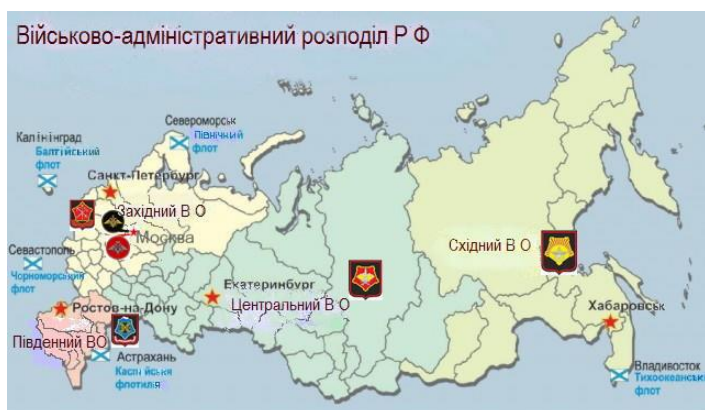 Військово-адміністративний розподіл Р Ф
Североморськ
Північний
флот
Калінінград
Балтійський
флот
Санкт-Петербург
Західний В О
Москва
Севастополь
Чорноморський
флот
Східний В О
Екатеринбург
Центральний В О
Ростов-на-Дону
Хабаровськ
Південний ВО
Астрахань
Каспійська
флотилія
Владивосток
Тихоокеанський
флот